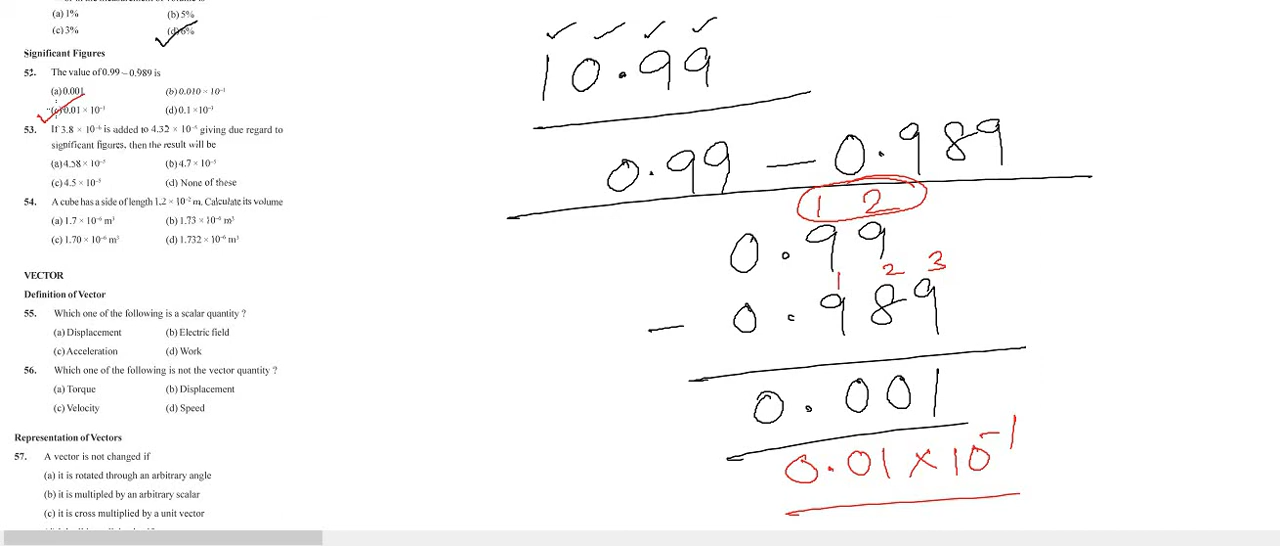 (a) 1%
(b) 5%
(c) 3%
(d) 6%
Significant Figures
52. The value of 0.99 – 0.989 is
(a) 0.001
(b) 0.010 × 10⁻¹
(c) 0.01 × 10⁻¹
(d) 0.1 × 10⁻³
53. If 3.8 × 10⁻⁶ is added to 4.32 × 10⁻⁵ giving due regard to
significant figures, then the result will be
(a) 4.58 × 10⁻⁵
(b) 4.7 × 10⁻⁵
(c) 4.5 × 10⁻⁵
(d) None of these
54. A cube has a side of length 1.2 × 10⁻² m. Calculate its volume
(a) 1.7 × 10⁻⁶ m³
(b) 1.73 × 10⁻⁶ m³
(c) 1.70 × 10⁻⁶ m³
(d) 1.732 × 10⁻⁶ m³
VECTOR
Definition of Vector
55. Which one of the following is a scalar quantity ?
(a) Displacement
(b) Electric field
(c) Acceleration
(d) Work
56. Which one of the following is not the vector quantity ?
(a) Torque
(b) Displacement
(c) Velocity
(d) Speed
Representation of Vectors
57. A vector is not changed if
(a) it is rotated through an arbitrary angle
(b) it is multipled by an arbitrary scalar
(c) it is cross multiplied by a unit vector
10.99
0.99 – 0.989
1 2
0.99
1 2 3
– 0.989
0.001
0.01 × 10⁻¹